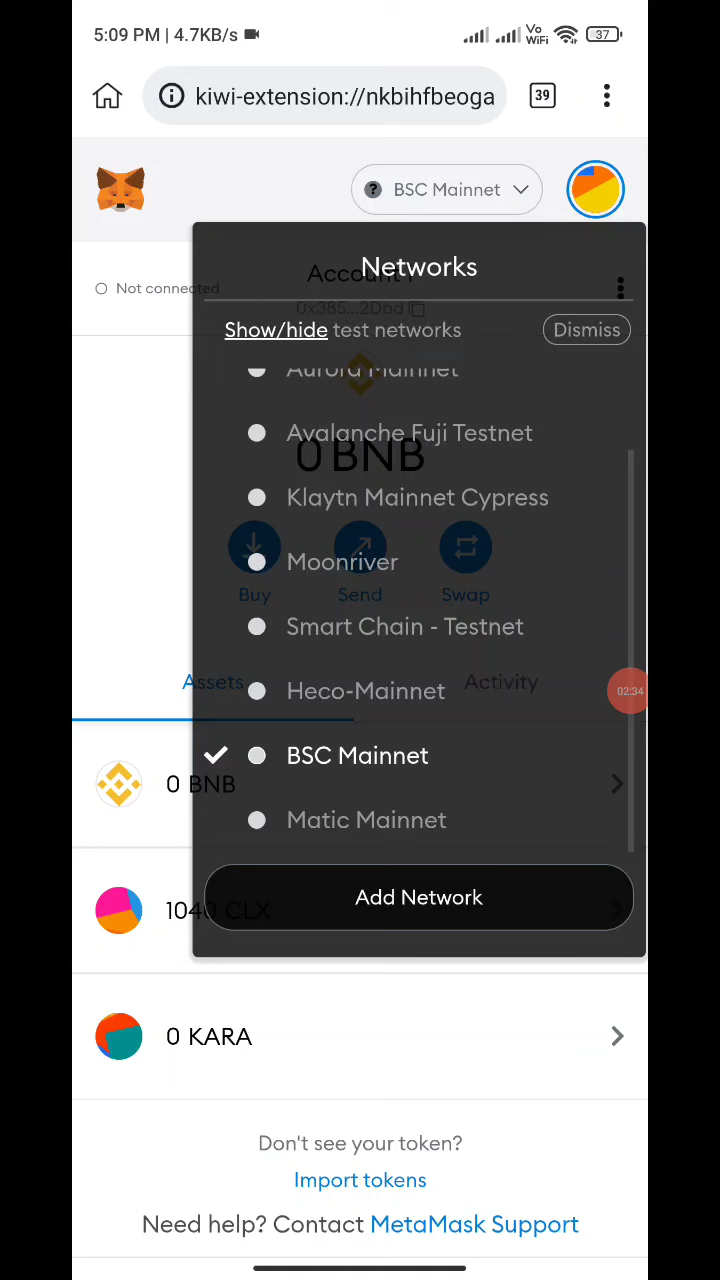 5:09 PM | 4.7KB/s
Vo
WiFi
37
kiwi-extension://nkbihfbeoga
39
BSC Mainnet
Networks
Not connected
Account 1
0x385...2Dbd
Show/hide test networks
Dismiss
Aurora Mainnet
Avalanche Fuji Testnet
0 BNB
Klaytn Mainnet Cypress
Moonriver
Buy
Send
Swap
Smart Chain - Testnet
Assets
Activity
Heco-Mainnet
02:34
BSC Mainnet
0 BNB
Matic Mainnet
Add Network
1040 CLX
0 KARA
Don't see your token?
Import tokens
Need help? Contact MetaMask Support